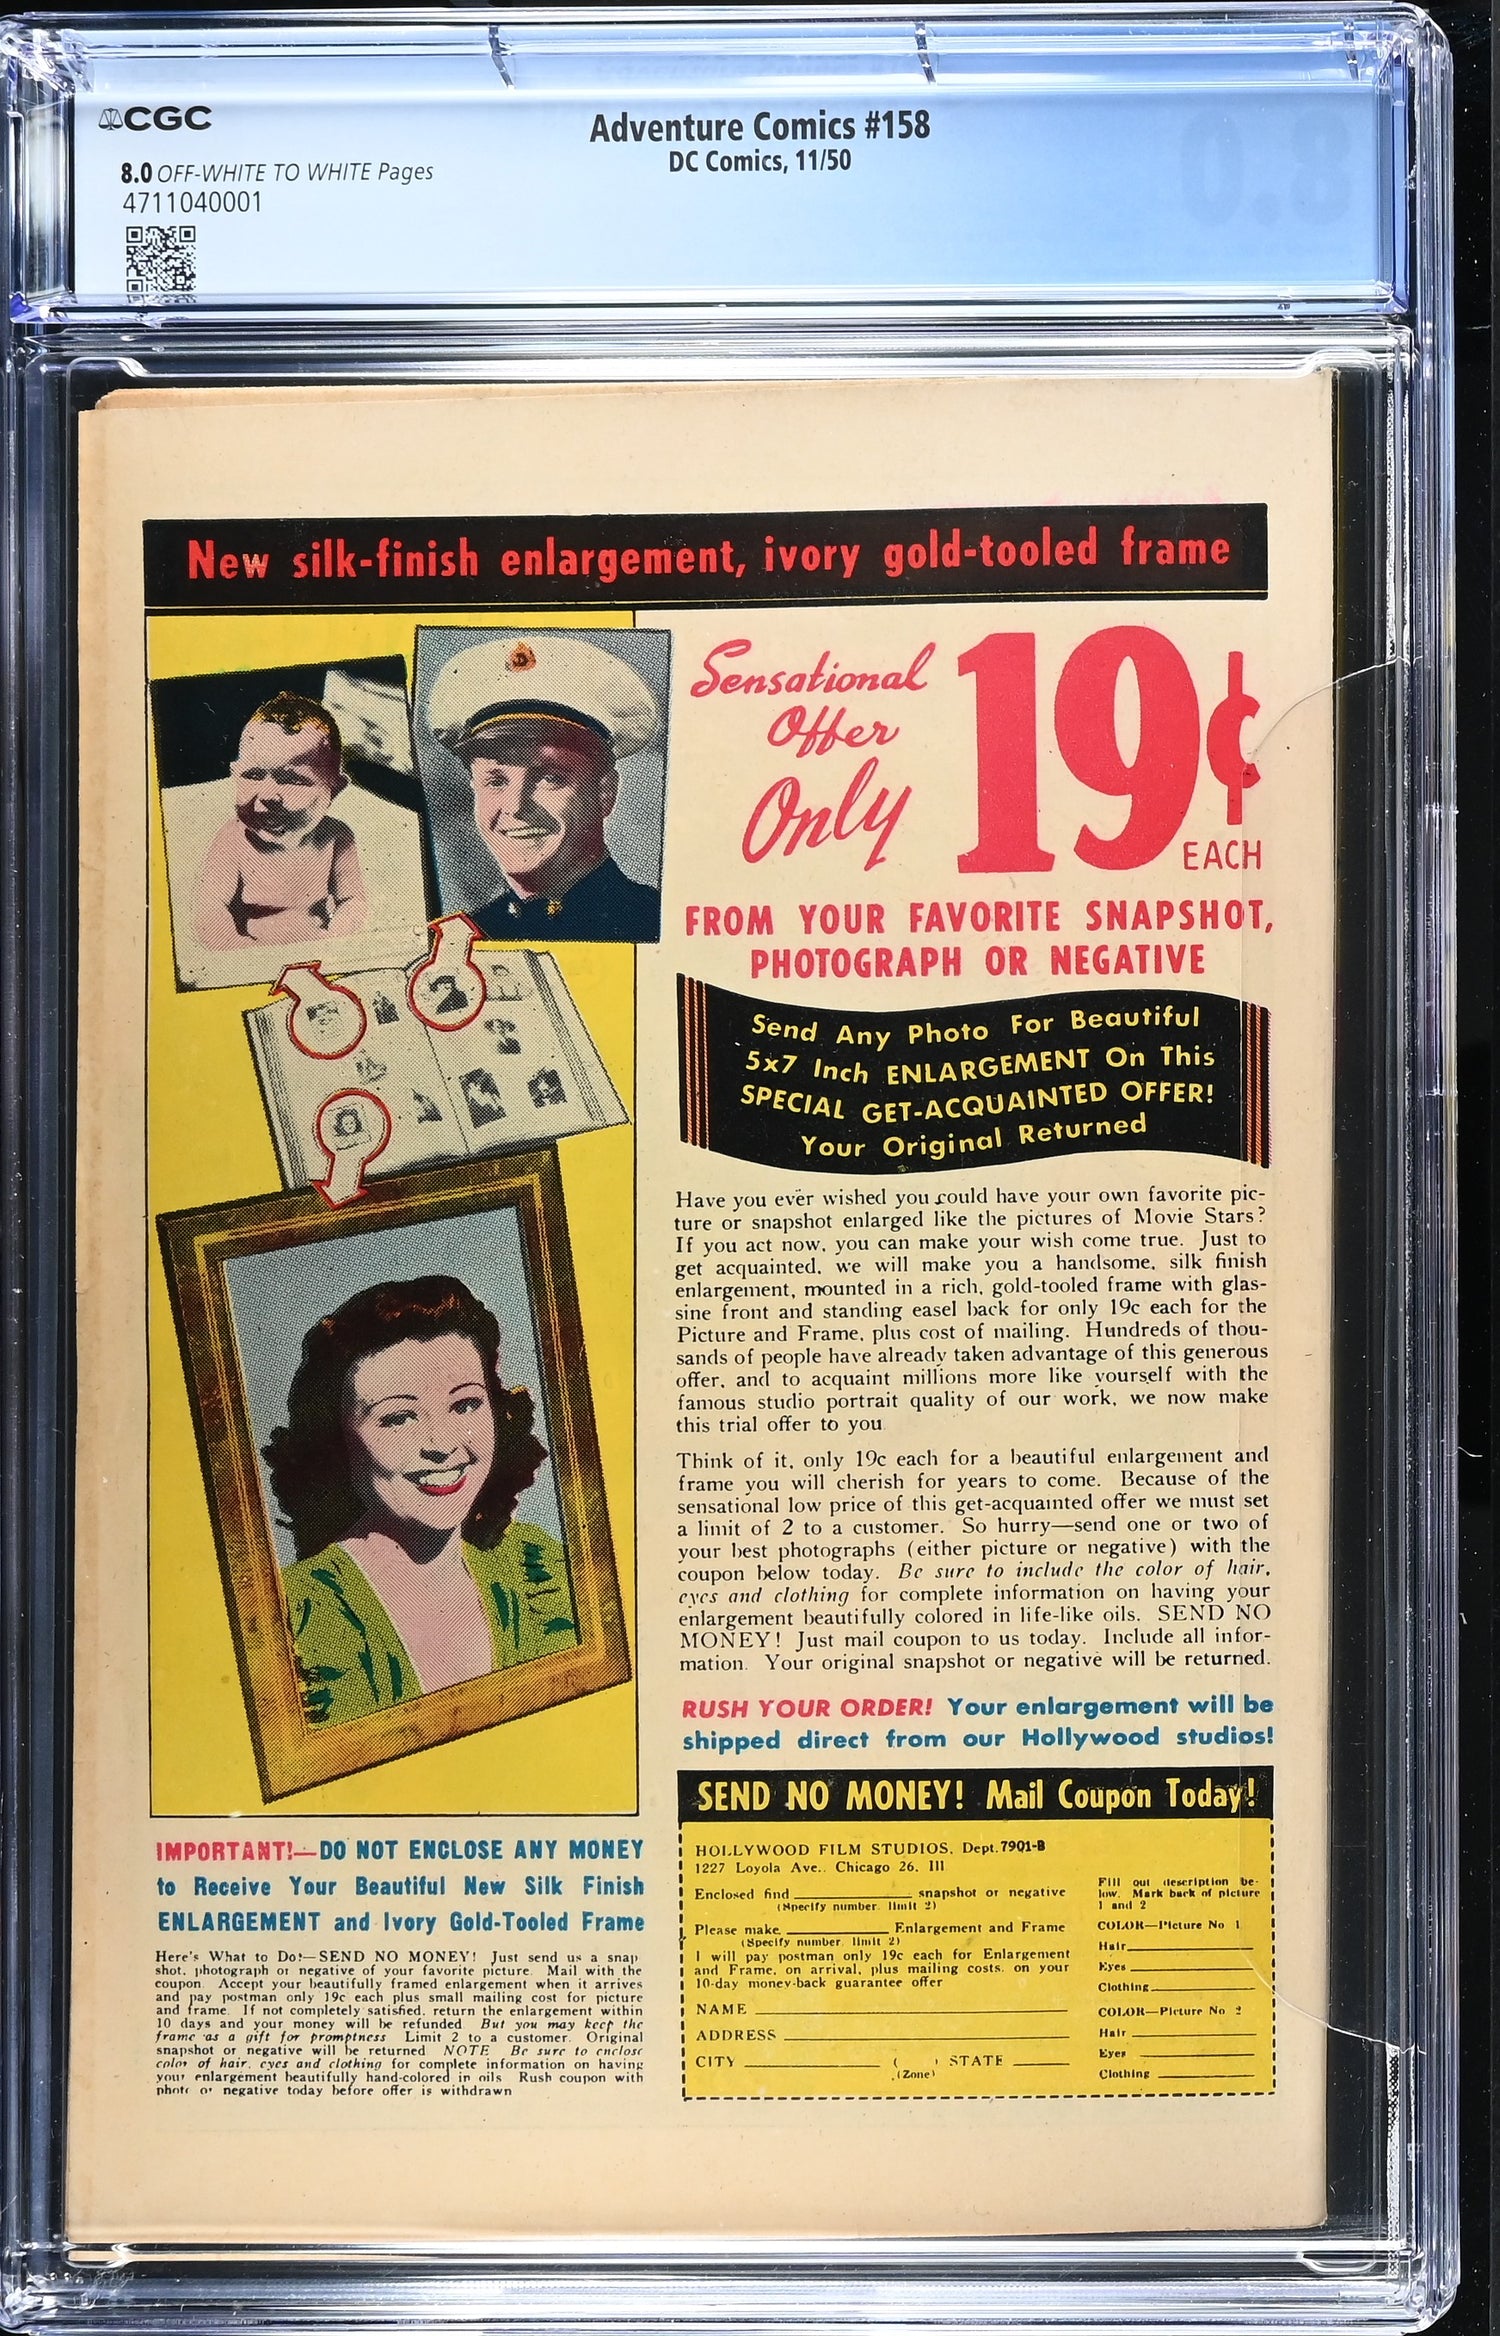 CGC
8.0 OFF-WHITE TO WHITE Pages
4711040001
Adventure Comics #158
DC Comics, 11/50
8.0
New silk-finish enlargement, ivory gold-tooled frame
Sensational
Offer
Only
19¢
EACH
FROM YOUR FAVORITE SNAPSHOT,
PHOTOGRAPH OR NEGATIVE
Send Any Photo For Beautiful
5x7 Inch ENLARGEMENT On This
SPECIAL GET-ACQUAINTED OFFER!
Your Original Returned
Have you ever wished you could have your own favorite pic-
ture or snapshot enlarged like the pictures of Movie Stars?
If you act now, you can make your wish come true. Just to
get acquainted, we will make you a handsome, silk finish
enlargement, mounted in a rich, gold-tooled frame with glas-
sine front and standing easel back for only 19c each for the
Picture and Frame, plus cost of mailing. Hundreds of thou-
sands of people have already taken advantage of this generous
offer, and to acquaint millions more like yourself with the
famous studio portrait quality of our work, we now make
this trial offer to you
Think of it, only 19c each for a beautiful enlargement and
frame you will cherish for years to come. Because of the
sensational low price of this get-acquainted offer we must set
a limit of 2 to a customer. So hurry—send one or two of
your best photographs (either picture or negative) with the
coupon below today. Be sure to include the color of hair,
eyes and clothing for complete information on having your
enlargement beautifully colored in life-like oils. SEND NO
MONEY! Just mail coupon to us today. Include all infor-
mation. Your original snapshot or negative will be returned.
RUSH YOUR ORDER! Your enlargement will be
shipped direct from our Hollywood studios!
IMPORTANT!—DO NOT ENCLOSE ANY MONEY
to Receive Your Beautiful New Silk Finish
ENLARGEMENT and Ivory Gold-Tooled Frame
Here's What to Do!—SEND NO MONEY! Just send us a snap
shot, photograph or negative of your favorite picture. Mail with the
coupon. Accept your beautifully framed enlargement when it arrives
and pay postman only 19c each plus small mailing cost for picture
and frame. If not completely satisfied, return the enlargement within
10 days and your money will be refunded. But you may keep the
frame as a gift for promptness. Limit 2 to a customer. Original
snapshot or negative will be returned NOTE Be sure to enclose
color of hair, eyes and clothing for complete information on having
your enlargement beautifully hand-colored in oils Rush coupon with
photo or negative today before offer is withdrawn
SEND NO MONEY! Mail Coupon Today!
HOLLYWOOD FILM STUDIOS, Dept. 7901-B
1227 Loyola Ave., Chicago 26, Ill
Enclosed find ____ snapshot or negative
(Specify number, limit 2)
Please make ____ Enlargement and Frame
(Specify number, limit 2)
I will pay postman only 19c each for Enlargement
and Frame, on arrival, plus mailing costs, on your
10-day money-back guarantee offer
NAME ____
ADDRESS ____
CITY ____ ( ) STATE ____
(Zone)
Fill out description be-
low. Mark back of picture
1 and 2
COLOR—Picture No 1
Hair ____
Eyes ____
Clothing ____
COLOR—Picture No 2
Hair ____
Eyes ____
Clothing ____